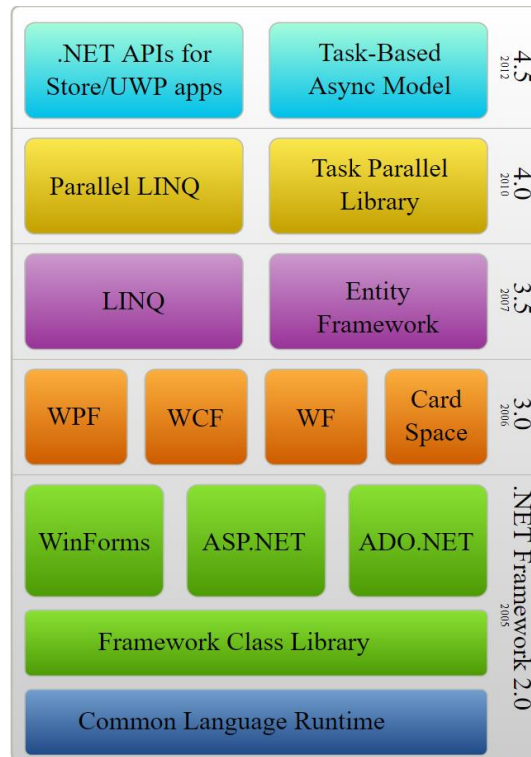 .NET APIs for
Store/UWP apps
Task-Based
Async Model
4.5
2012
Parallel LINQ
Task Parallel
Library
4.0
2010
LINQ
Entity
Framework
3.5
2007
WPF
WCF
WF
Card
Space
3.0
2006
WinForms
ASP.NET
ADO.NET
Framework Class Library
Common Language Runtime
.NET Framework 2.0
2005